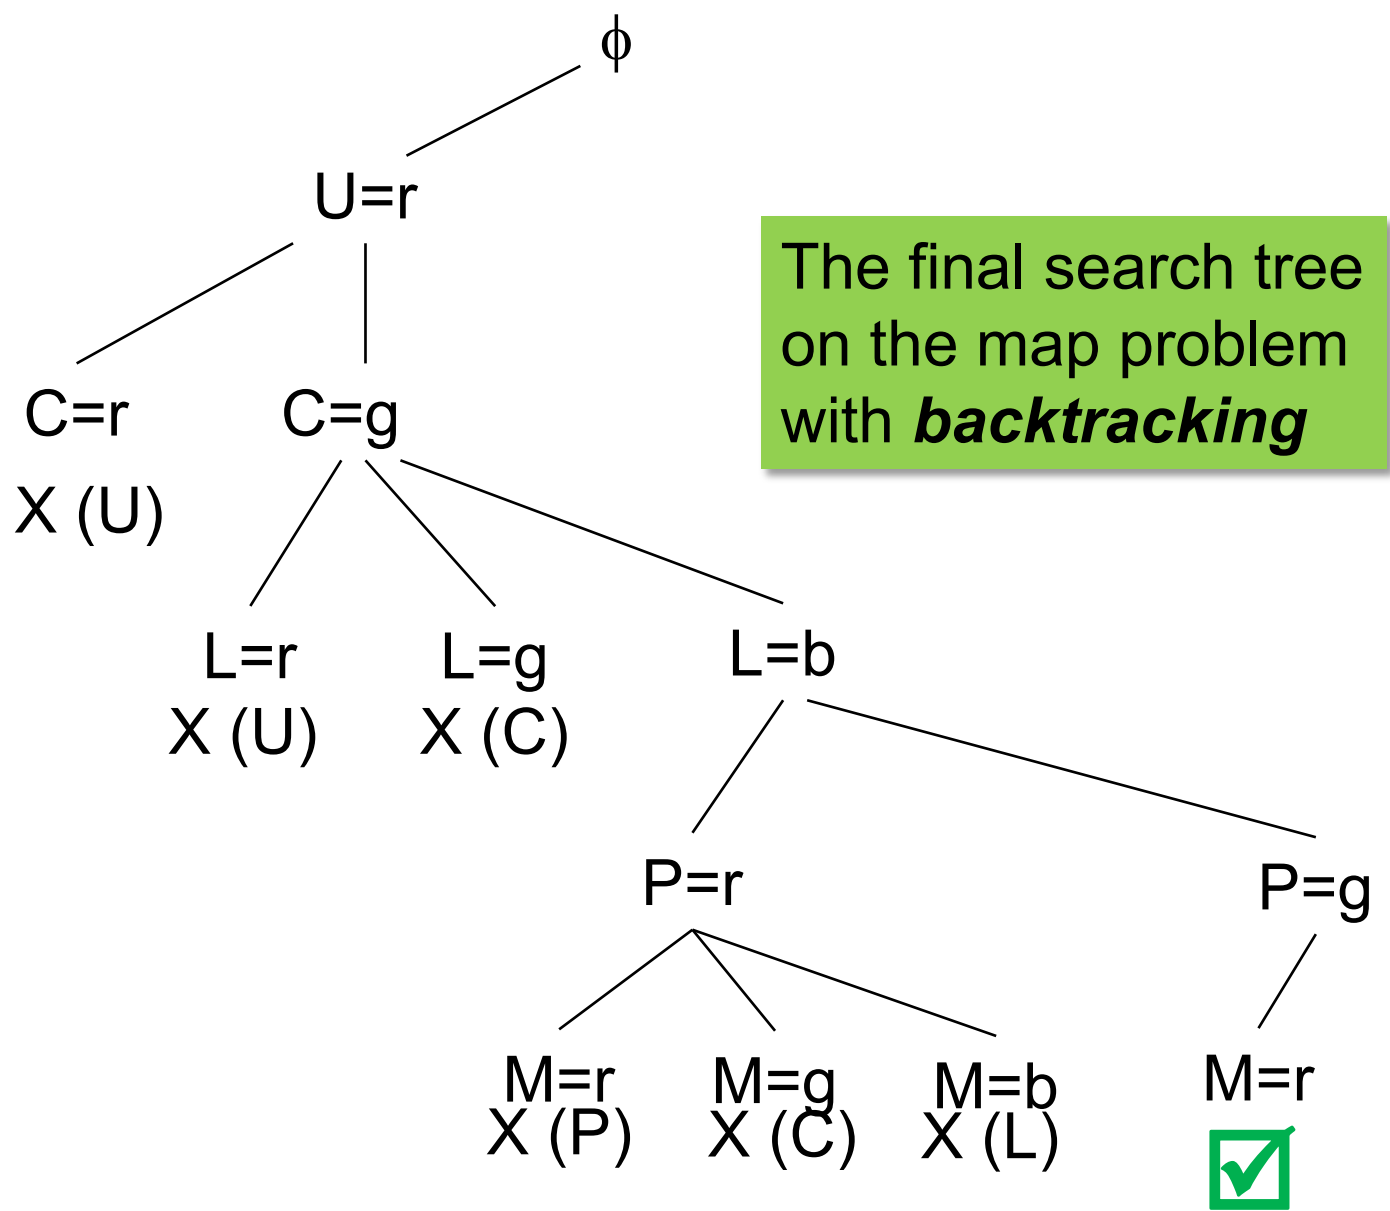 ϕ
U=r
The final search tree
on the map problem
with backtracking
C=r C=g
X (U)
L=r L=g L=b
X (U) X (C)
P=r P=g
M=r M=g M=b M=r
X (P) X (C) X (L)